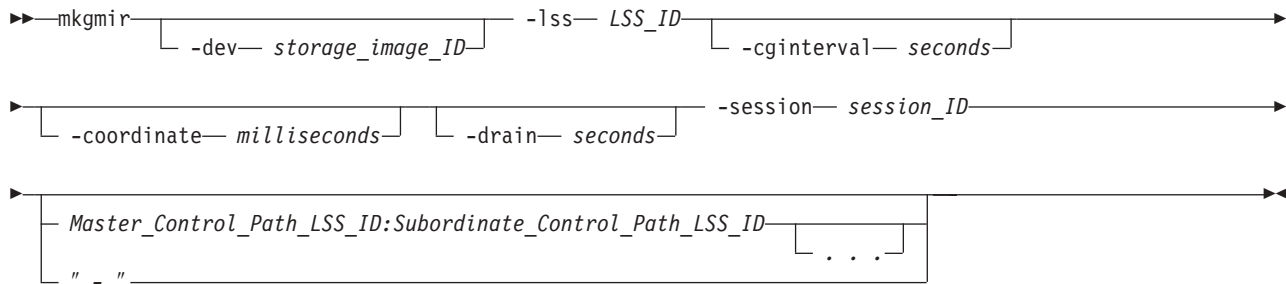 mkgmir -lss LSS_ID
-dev storage_image_ID -cginterval seconds
-session session_ID
-coordinate milliseconds -drain seconds
Master_Control_Path_LSS_ID:Subordinate_Control_Path_LSS_ID
. . .
" - "